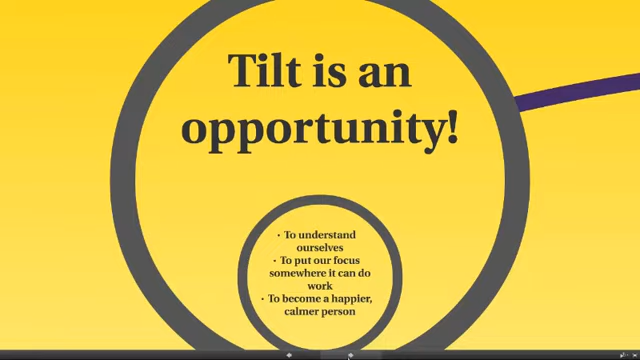 Tilt is an
opportunity!
• To understand
ourselves
• To put our focus
somewhere it can do
work
• To become a happier,
calmer person